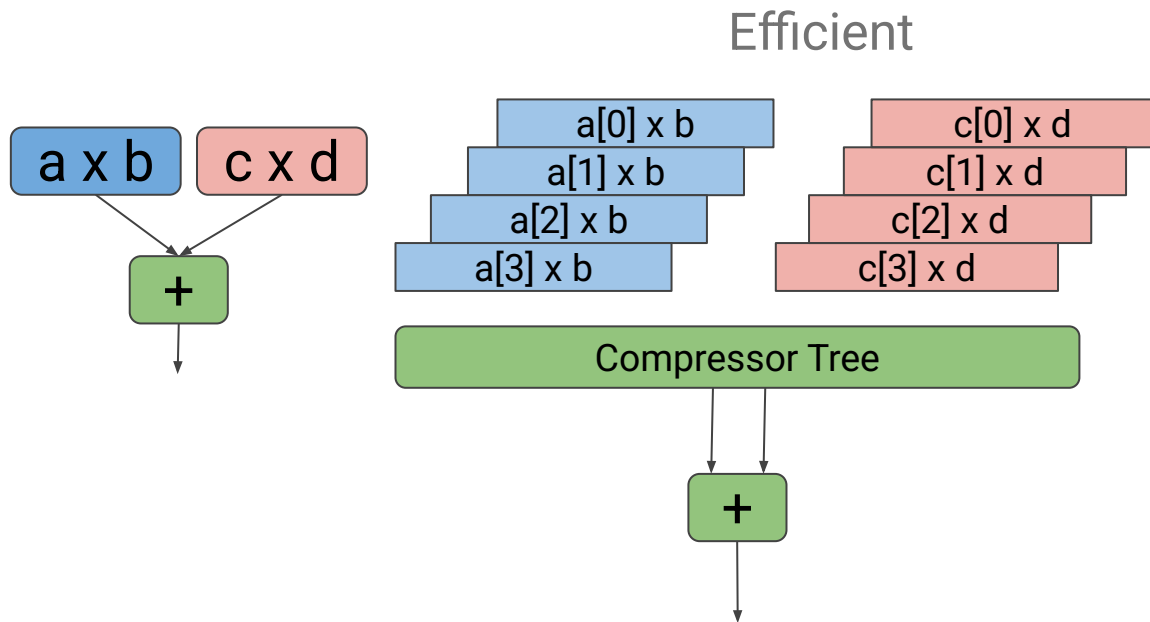 Efficient
a x b
c x d
+
a[0] x b
a[1] x b
a[2] x b
a[3] x b
c[0] x d
c[1] x d
c[2] x d
c[3] x d
Compressor Tree
+